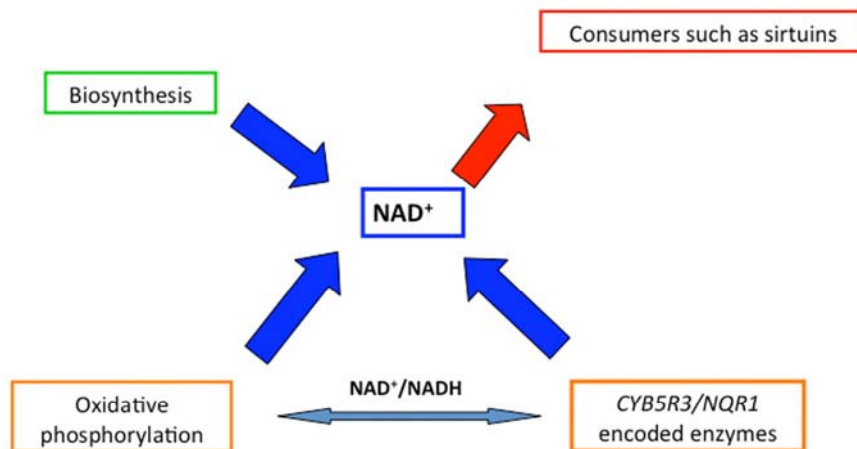 Consumers such as sirtuins
Biosynthesis
NAD⁺
NAD⁺/NADH
Oxidative
phosphorylation
CYB5R3/NQR1
encoded enzymes